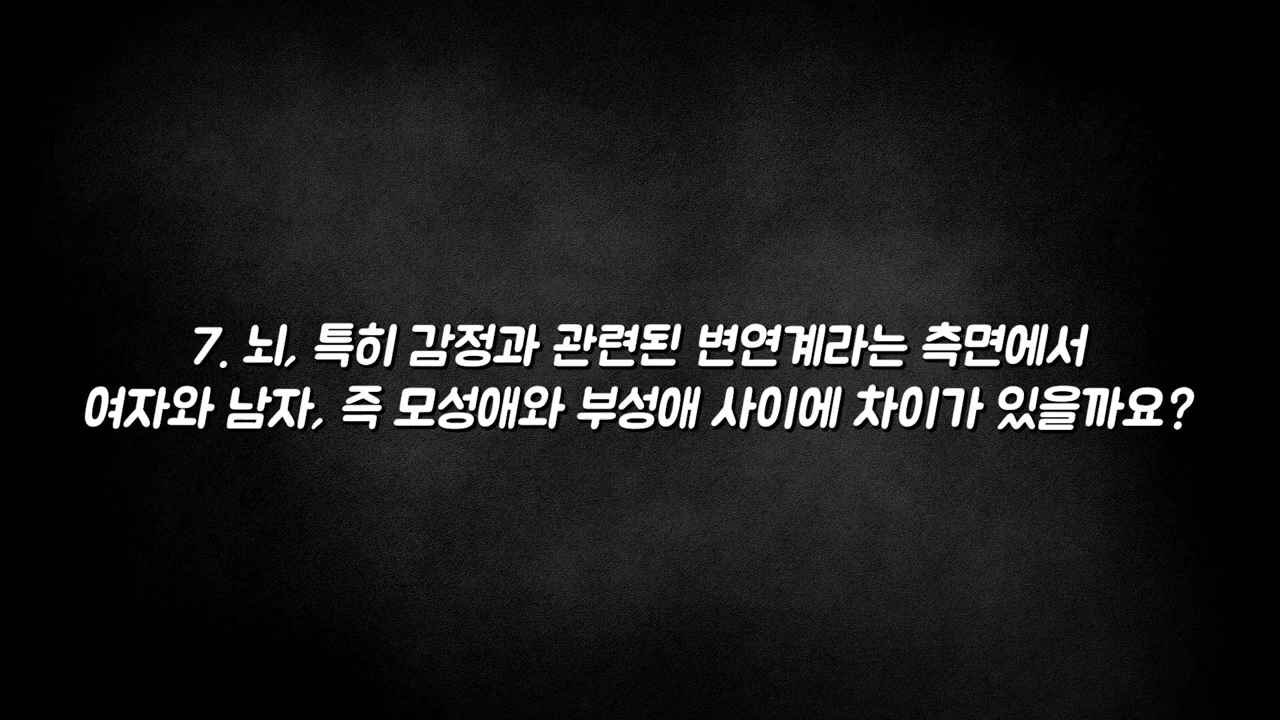 7. 뇌, 특히 감정과 관련된 변연계라는 측면에서
여자와 남자, 즉 모성애와 부성애 사이에 차이가 있을까요?